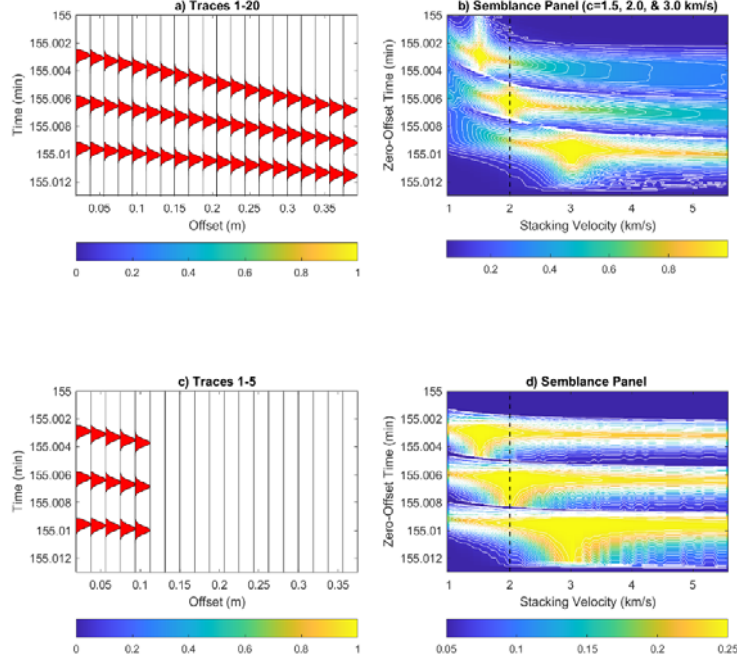 a) Traces 1-20
Time (min)
155
155.002
155.004
155.006
155.008
155.01
155.012
0.05 0.1 0.15 0.2 0.25 0.3 0.35
Offset (m)
0 0.2 0.4 0.6 0.8 1
b) Semblance Panel (c=1.5, 2.0, & 3.0 km/s)
Zero-Offset Time (min)
155
155.002
155.004
155.006
155.008
155.01
155.012
1 2 3 4 5
Stacking Velocity (km/s)
0.2 0.4 0.6 0.8
c) Traces 1-5
Time (min)
155
155.002
155.004
155.006
155.008
155.01
155.012
0.05 0.1 0.15 0.2 0.25 0.3 0.35
Offset (m)
0 0.2 0.4 0.6 0.8 1
d) Semblance Panel
Zero-Offset Time (min)
155
155.002
155.004
155.006
155.008
155.01
155.012
1 2 3 4 5
Stacking Velocity (km/s)
0.05 0.1 0.15 0.2 0.25